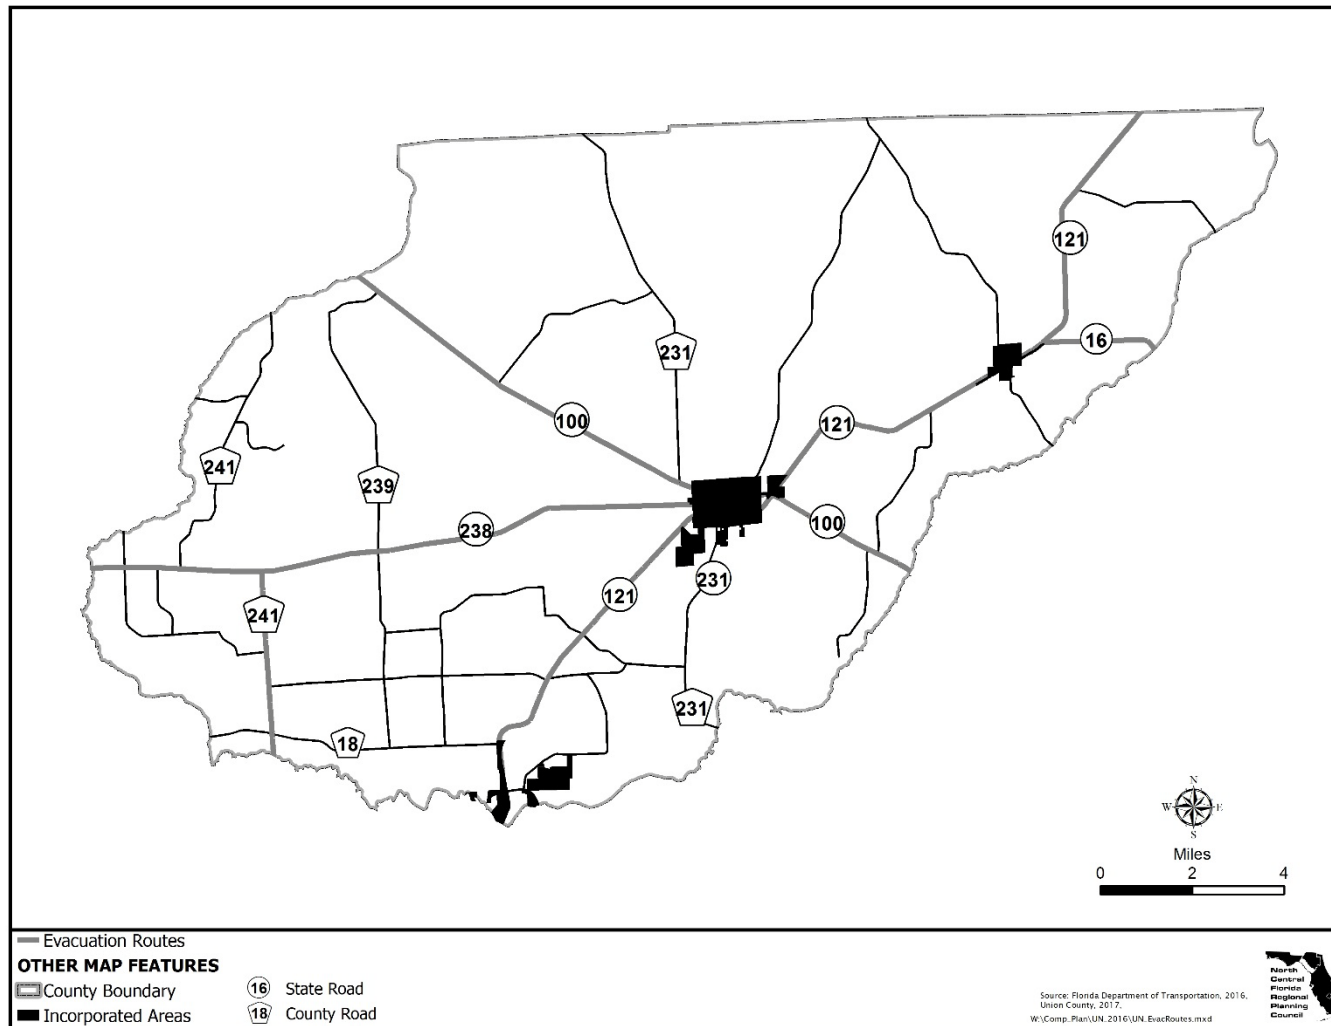 121
16
231
121
100
241
239
100
238
231
121
241
231
18
N
W
E
S
Miles
0 2 4
Evacuation Routes
OTHER MAP FEATURES
County Boundary
16 State Road
Incorporated Areas
18 County Road
Source: Florida Department of Transportation, 2016,
Union County, 2017.
W:\Comp_Plan\UN_2016\UN_EvacRoutes.mxd
North
Central
Florida
Regional
Planning
Council